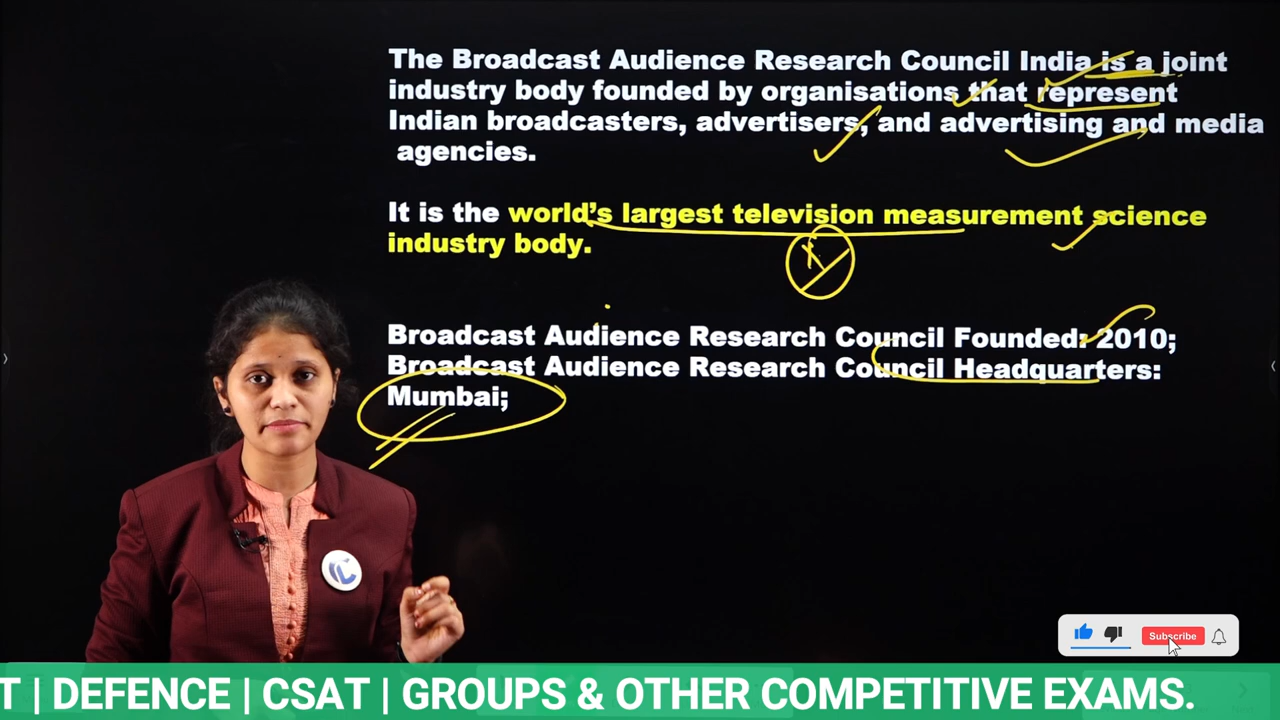 The Broadcast Audience Research Council India is a joint
industry body founded by organisations that represent
Indian broadcasters, advertisers, and advertising and media
agencies.
It is the world's largest television measurement science
industry body.
Broadcast Audience Research Council Founded: 2010;
Broadcast Audience Research Council Headquarters:
Mumbai;
Subscribe
T | DEFENCE | CSAT | GROUPS & OTHER COMPETITIVE EXAMS.